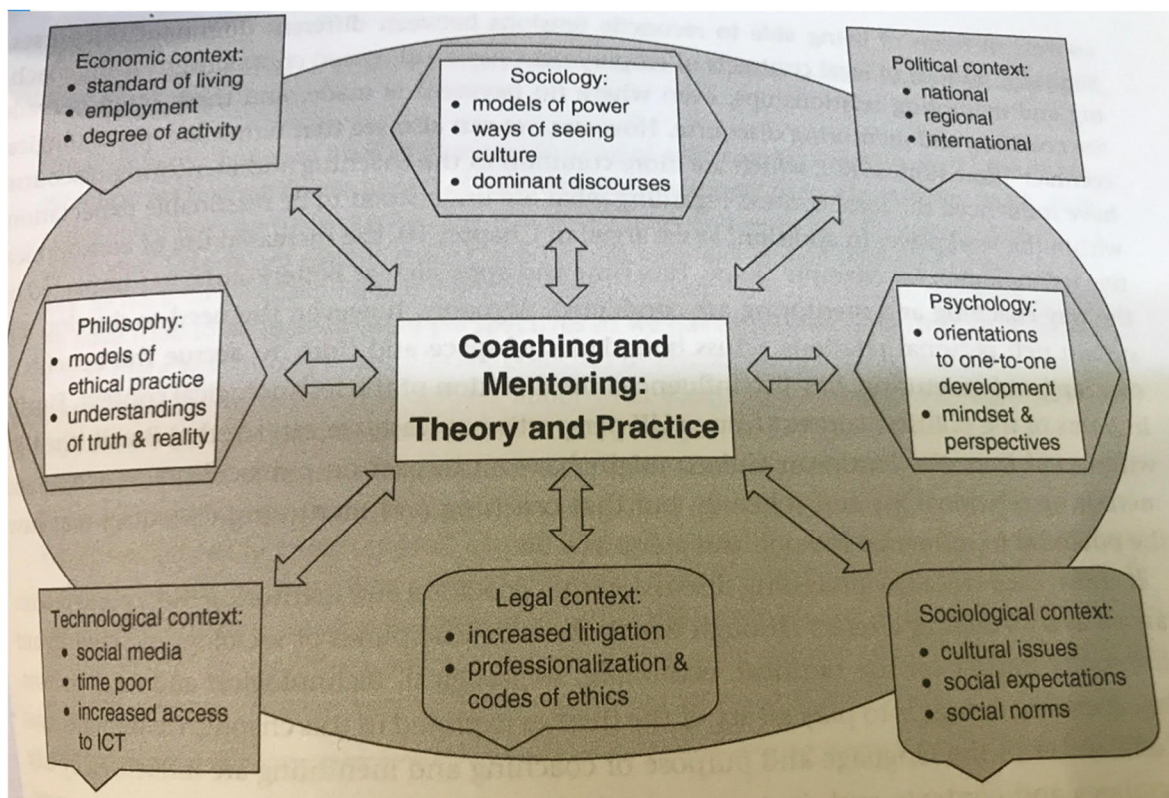 Economic context:
• standard of living
• employment
• degree of activity
Sociology:
• models of power
• ways of seeing
culture
• dominant discourses
Political context:
• national
• regional
• international
Philosophy:
• models of
ethical practice
• understandings
of truth & reality
Coaching and
Mentoring:
Theory and Practice
Psychology:
• orientations
to one-to-one
development
• mindset &
perspectives
Technological context:
• social media
• time poor
• increased access
to ICT
Legal context:
• increased litigation
• professionalization &
codes of ethics
Sociological context:
• cultural issues
• social expectations
• social norms